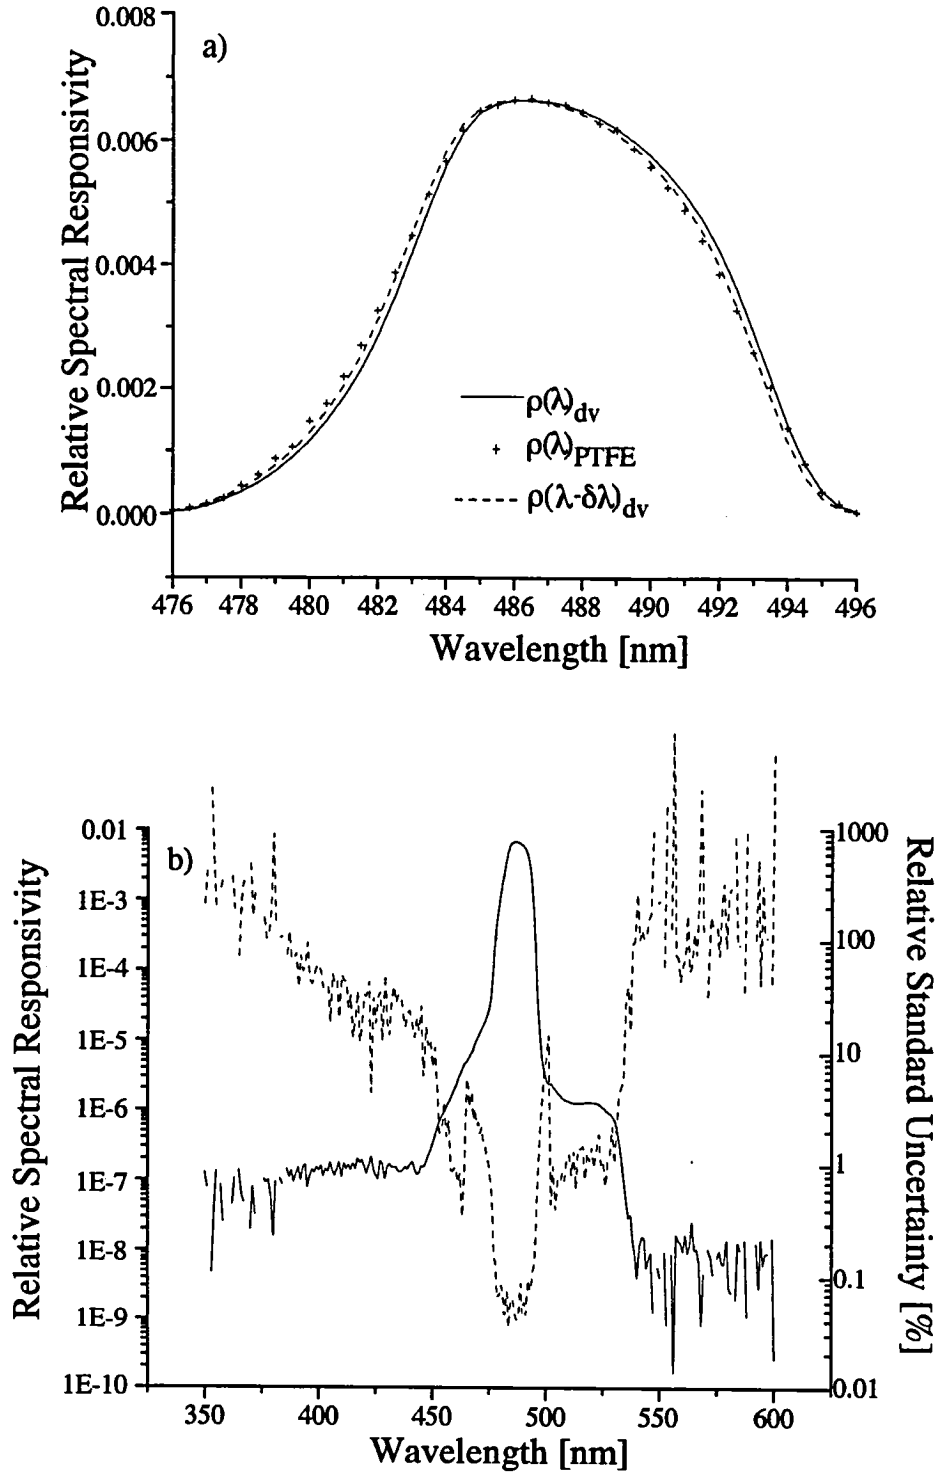 a)
Relative Spectral Responsivity
0.008
0.006
0.004
0.002
0.000
ρ(λ)dv
ρ(λ)PTFE
ρ(λ-δλ)dv
476 478 480 482 484 486 488 490 492 494 496
Wavelength [nm]
b)
Relative Spectral Responsivity
0.01
1E-3
1E-4
1E-5
1E-6
1E-7
1E-8
1E-9
1E-10
1000
100
10
1
0.1
0.01
Relative Standard Uncertainty [%]
350 400 450 500 550 600
Wavelength [nm]